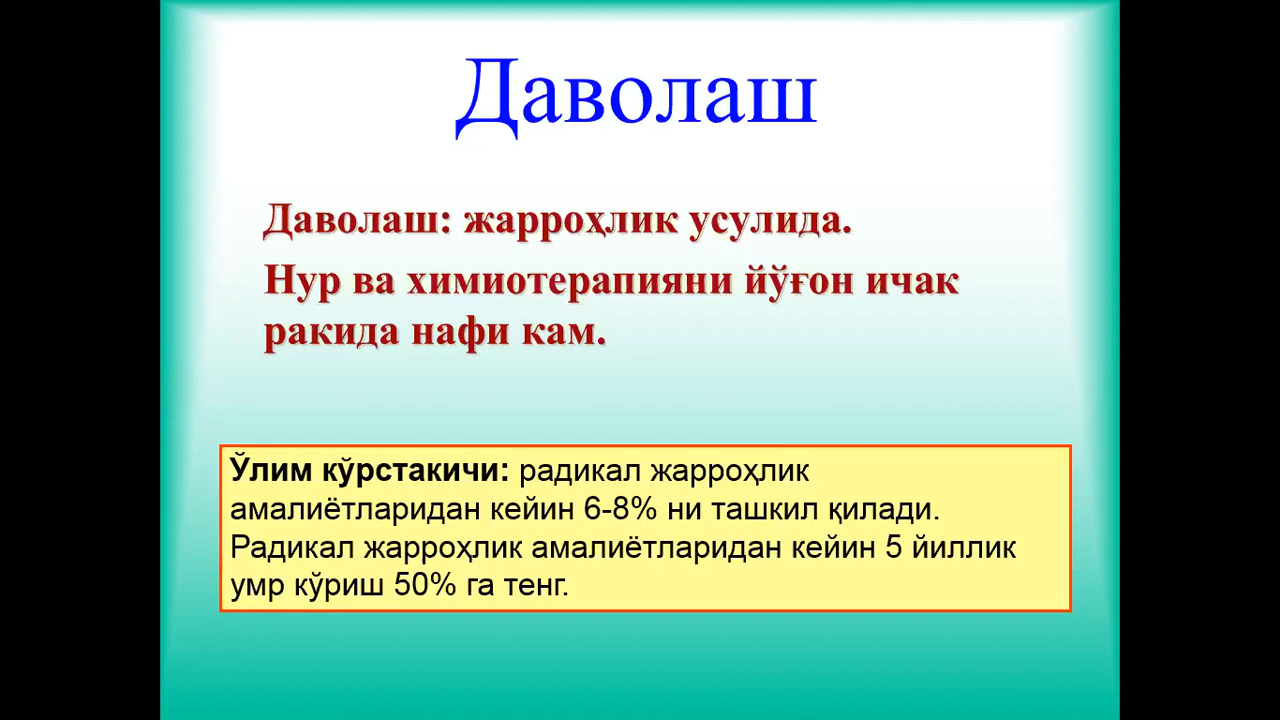 Даволаш
Даволаш: жарроҳлик усулида.
Нур ва химиотерапияни йўғон ичак
ракида нафи кам.
Ўлим кўрстакичи: радикал жарроҳлик
амалиётларидан кейин 6-8% ни ташкил қилади.
Радикал жарроҳлик амалиётларидан кейин 5 йиллик
умр кўриш 50% га тенг.